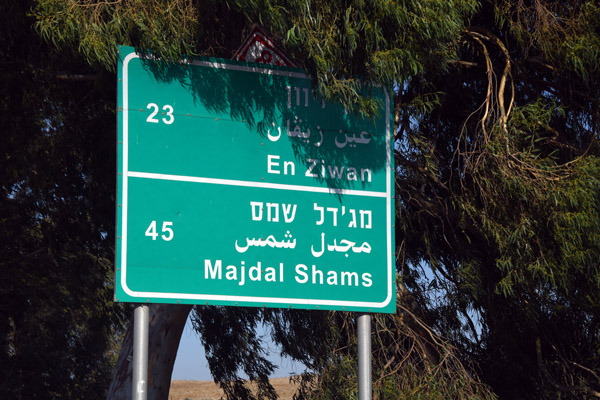 23
عين زيفان
En Ziwan
45
מג'דל שמס
مجدل شمس
Majdal Shams